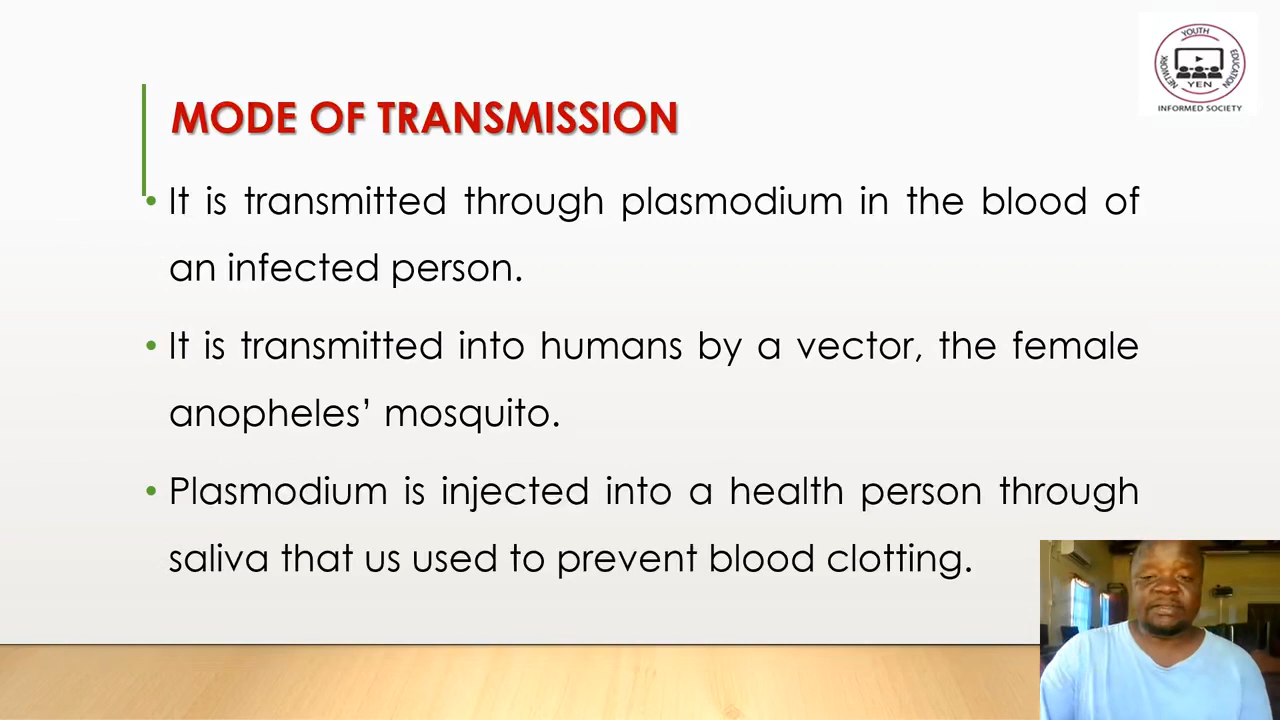 YOUTH
EDUCATION
NETWORK
YEN
INFORMED SOCIETY
MODE OF TRANSMISSION
• It is transmitted through plasmodium in the blood of
an infected person.
• It is transmitted into humans by a vector, the female
anopheles’ mosquito.
• Plasmodium is injected into a health person through
saliva that us used to prevent blood clotting.